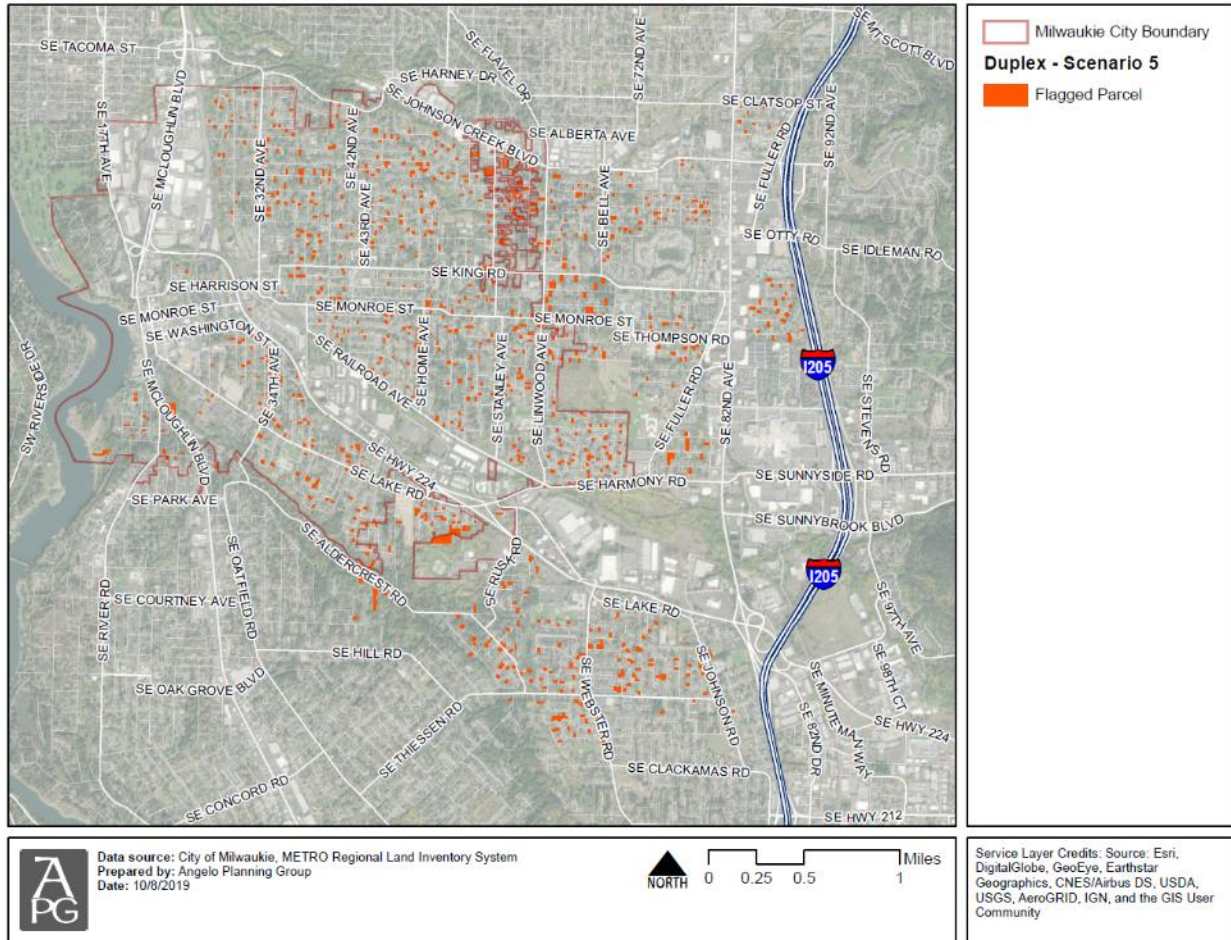 SE TACOMA ST
SE 17TH AVE
SE MCLOUGHLIN BLVD
SE HARNEY DR
SE FLAVEL DR
SE 72ND AVE
SE MT SCOTT BLVD
SE JOHNSON CREEK BLVD
SE ALBERTA AVE
SE CLATSOP ST
SE FULLER RD
SE 92ND AVE
SE 32ND AVE
SE 42ND AVE
SE 43RD AVE
SE BELL AVE
SE OTTY RD
SE IDLEMAN RD
SE KING RD
SE HARRISON ST
SE MONROE ST
SE MONROE ST
SE MONROE ST
SE WASHINGTON ST
SE THOMPSON RD
SE RAILROAD AVE
SE HOME AVE
SE STANLEY AVE
SE LINWOOD AVE
SE 34TH AVE
SE FULLER RD
SE 82ND AVE
I205
SE STEVENS RD
SW RIVERSIDE DR
SE MCLOUGHLIN BLVD
SE HWY 224
SE LAKE RD
SE HARMONY RD
SE SUNNYSIDE RD
SE PARK AVE
SE SUNNYBROOK BLVD
SE ALDERCREST RD
SE RUSK RD
I205
SE RIVER RD
SE COURTNEY AVE
SE OATFIELD RD
SE LAKE RD
SE 97TH AVE
SE HILL RD
SE OAK GROVE BLVD
SE WEBSTER RD
SE JOHNSON RD
SE 98TH CT
SE MINUTEMAN WAY
SE HWY 224
SE THIESSEN RD
SE 82ND DR
SE CLACKAMAS RD
SE CONCORD RD
SE HWY 212
Milwaukie City Boundary
Duplex - Scenario 5
Flagged Parcel
APG
Data source: City of Milwaukie, METRO Regional Land Inventory System
Prepared by: Angelo Planning Group
Date: 10/8/2019
NORTH
Miles
0 0.25 0.5 1
Service Layer Credits: Source: Esri,
DigitalGlobe, GeoEye, Earthstar
Geographics, CNES/Airbus DS, USDA,
USGS, AeroGRID, IGN, and the GIS User
Community